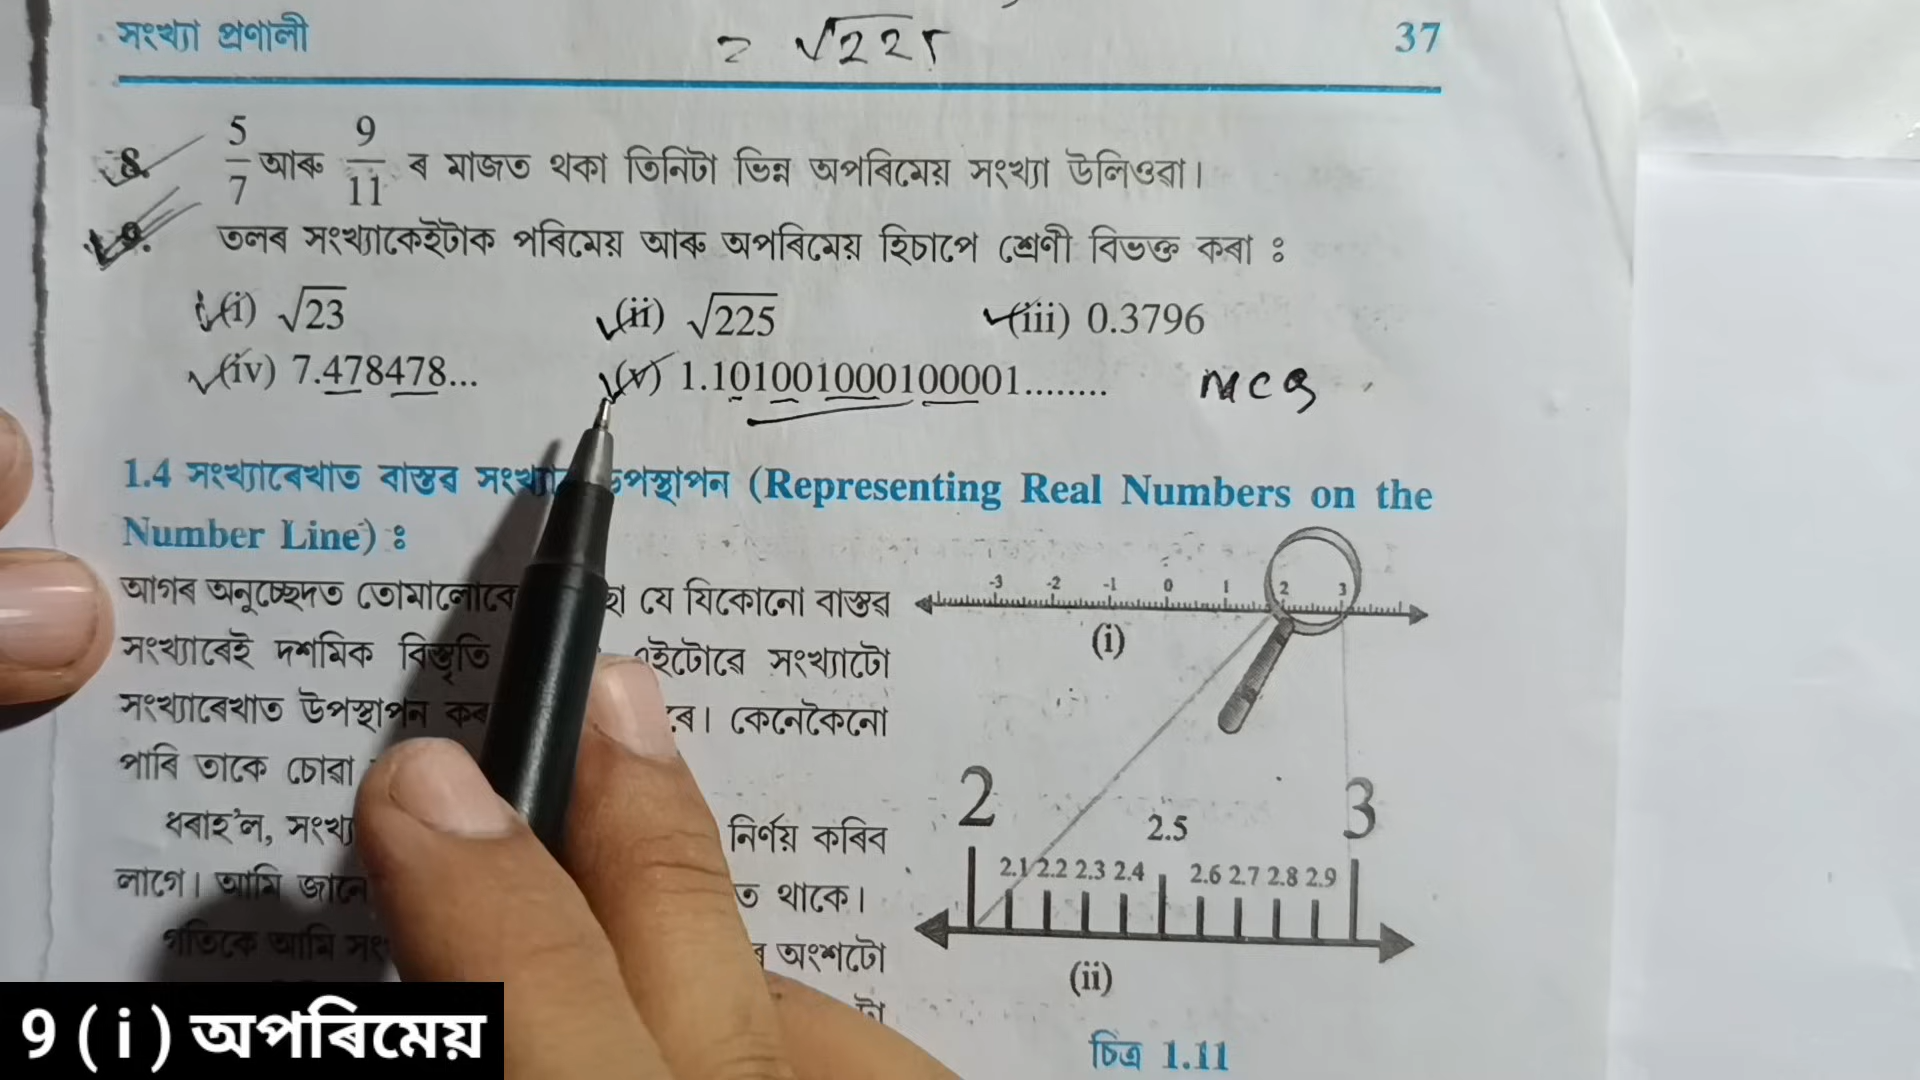 সংখ্যা প্ৰণালী
= √225
37
8. 5/7 আৰু 9/11 ৰ মাজত থকা তিনিটা ভিন্ন অপৰিমেয় সংখ্যা উলিওৱা।
9. তলৰ সংখ্যাকেইটাক পৰিমেয় আৰু অপৰিমেয় হিচাপে শ্ৰেণী বিভক্ত কৰা ঃ
(i) √23 (ii) √225 (iii) 0.3796
(iv) 7.478478... (v) 1.101001000100001........ MCQ
1.4 সংখ্যাৰেখাত বাস্তৱ উপস্থাপন (Representing Real Numbers on the
Number Line) ঃ
আগৰ অনুচ্ছেদত যে যিকোনো বাস্তৱ
সংখ্যাৰেই দশমিক বিস্তৃতি সংখ্যাটো
সংখ্যাৰেখাত উপস্থাপন কেনেকৈনো
পাৰি তাকে চোৱা
ধৰাহ'ল, নিৰ্ণয় কৰিব
লাগে। আমি থাকে।
গতিকে আমি অংশটো
-3 -2 -1 0 1 2 3
(i)
2 3
2.5
2.1 2.2 2.3 2.4 2.6 2.7 2.8 2.9
(ii)
চিত্ৰ 1.11
9 ( i ) অপৰিমেয়